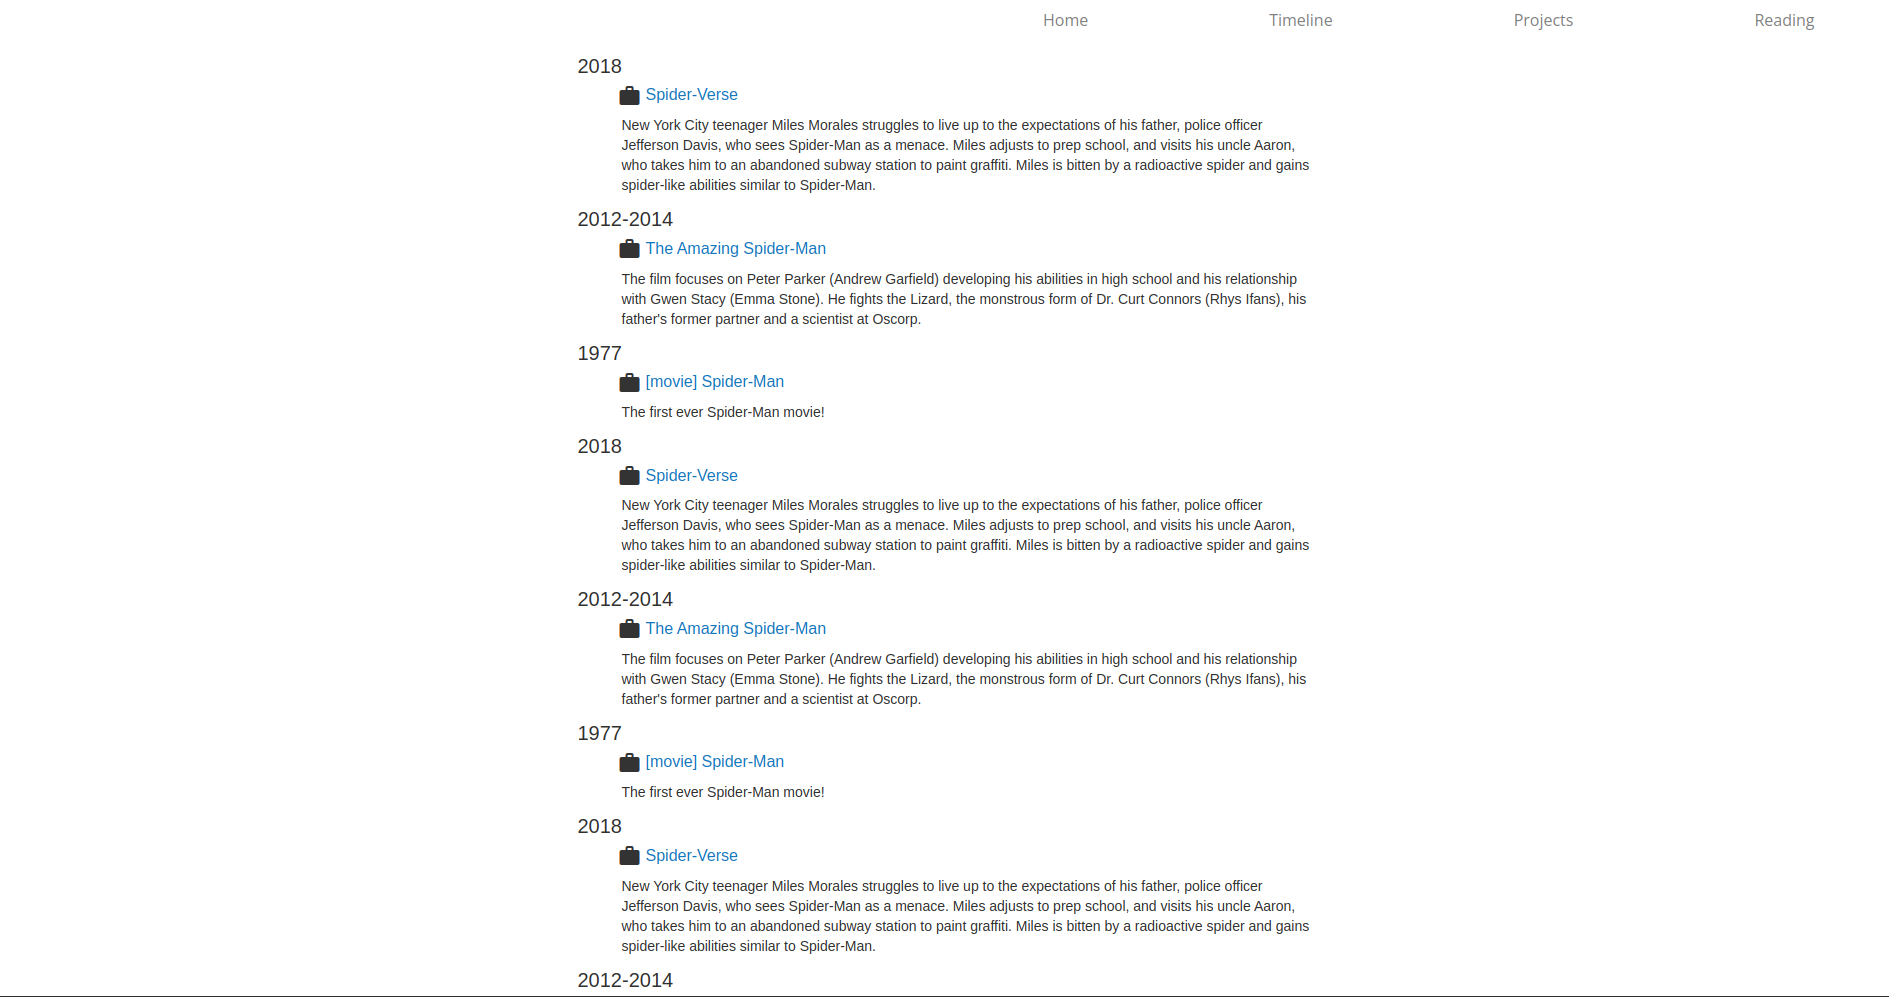 Home Timeline Projects Reading
2018
Spider-Verse
New York City teenager Miles Morales struggles to live up to the expectations of his father, police officer
Jefferson Davis, who sees Spider-Man as a menace. Miles adjusts to prep school, and visits his uncle Aaron,
who takes him to an abandoned subway station to paint graffiti. Miles is bitten by a radioactive spider and gains
spider-like abilities similar to Spider-Man.
2012-2014
The Amazing Spider-Man
The film focuses on Peter Parker (Andrew Garfield) developing his abilities in high school and his relationship
with Gwen Stacy (Emma Stone). He fights the Lizard, the monstrous form of Dr. Curt Connors (Rhys Ifans), his
father's former partner and a scientist at Oscorp.
1977
[movie] Spider-Man
The first ever Spider-Man movie!
2018
Spider-Verse
New York City teenager Miles Morales struggles to live up to the expectations of his father, police officer
Jefferson Davis, who sees Spider-Man as a menace. Miles adjusts to prep school, and visits his uncle Aaron,
who takes him to an abandoned subway station to paint graffiti. Miles is bitten by a radioactive spider and gains
spider-like abilities similar to Spider-Man.
2012-2014
The Amazing Spider-Man
The film focuses on Peter Parker (Andrew Garfield) developing his abilities in high school and his relationship
with Gwen Stacy (Emma Stone). He fights the Lizard, the monstrous form of Dr. Curt Connors (Rhys Ifans), his
father's former partner and a scientist at Oscorp.
1977
[movie] Spider-Man
The first ever Spider-Man movie!
2018
Spider-Verse
New York City teenager Miles Morales struggles to live up to the expectations of his father, police officer
Jefferson Davis, who sees Spider-Man as a menace. Miles adjusts to prep school, and visits his uncle Aaron,
who takes him to an abandoned subway station to paint graffiti. Miles is bitten by a radioactive spider and gains
spider-like abilities similar to Spider-Man.
2012-2014